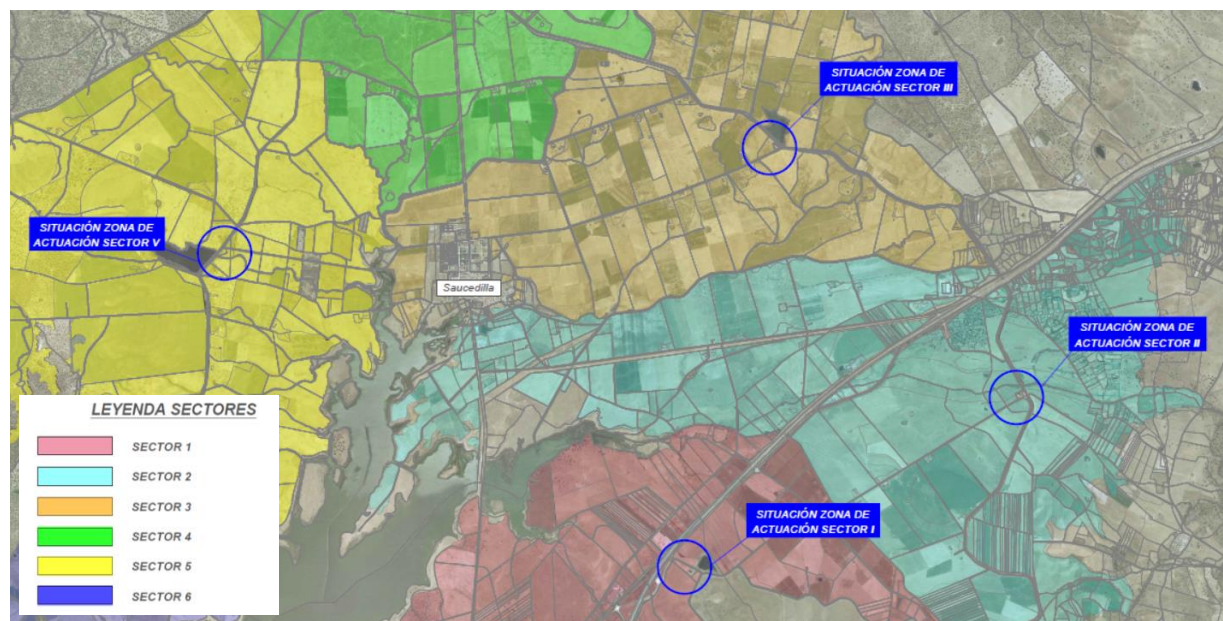 SITUACIÓN ZONA DE
ACTUACIÓN SECTOR III
SITUACIÓN ZONA DE
ACTUACIÓN SECTOR V
Saucedilla
SITUACIÓN ZONA DE
ACTUACIÓN SECTOR II
LEYENDA SECTORES
SECTOR 1
SECTOR 2
SECTOR 3
SECTOR 4
SECTOR 5
SECTOR 6
SITUACIÓN ZONA DE
ACTUACIÓN SECTOR I